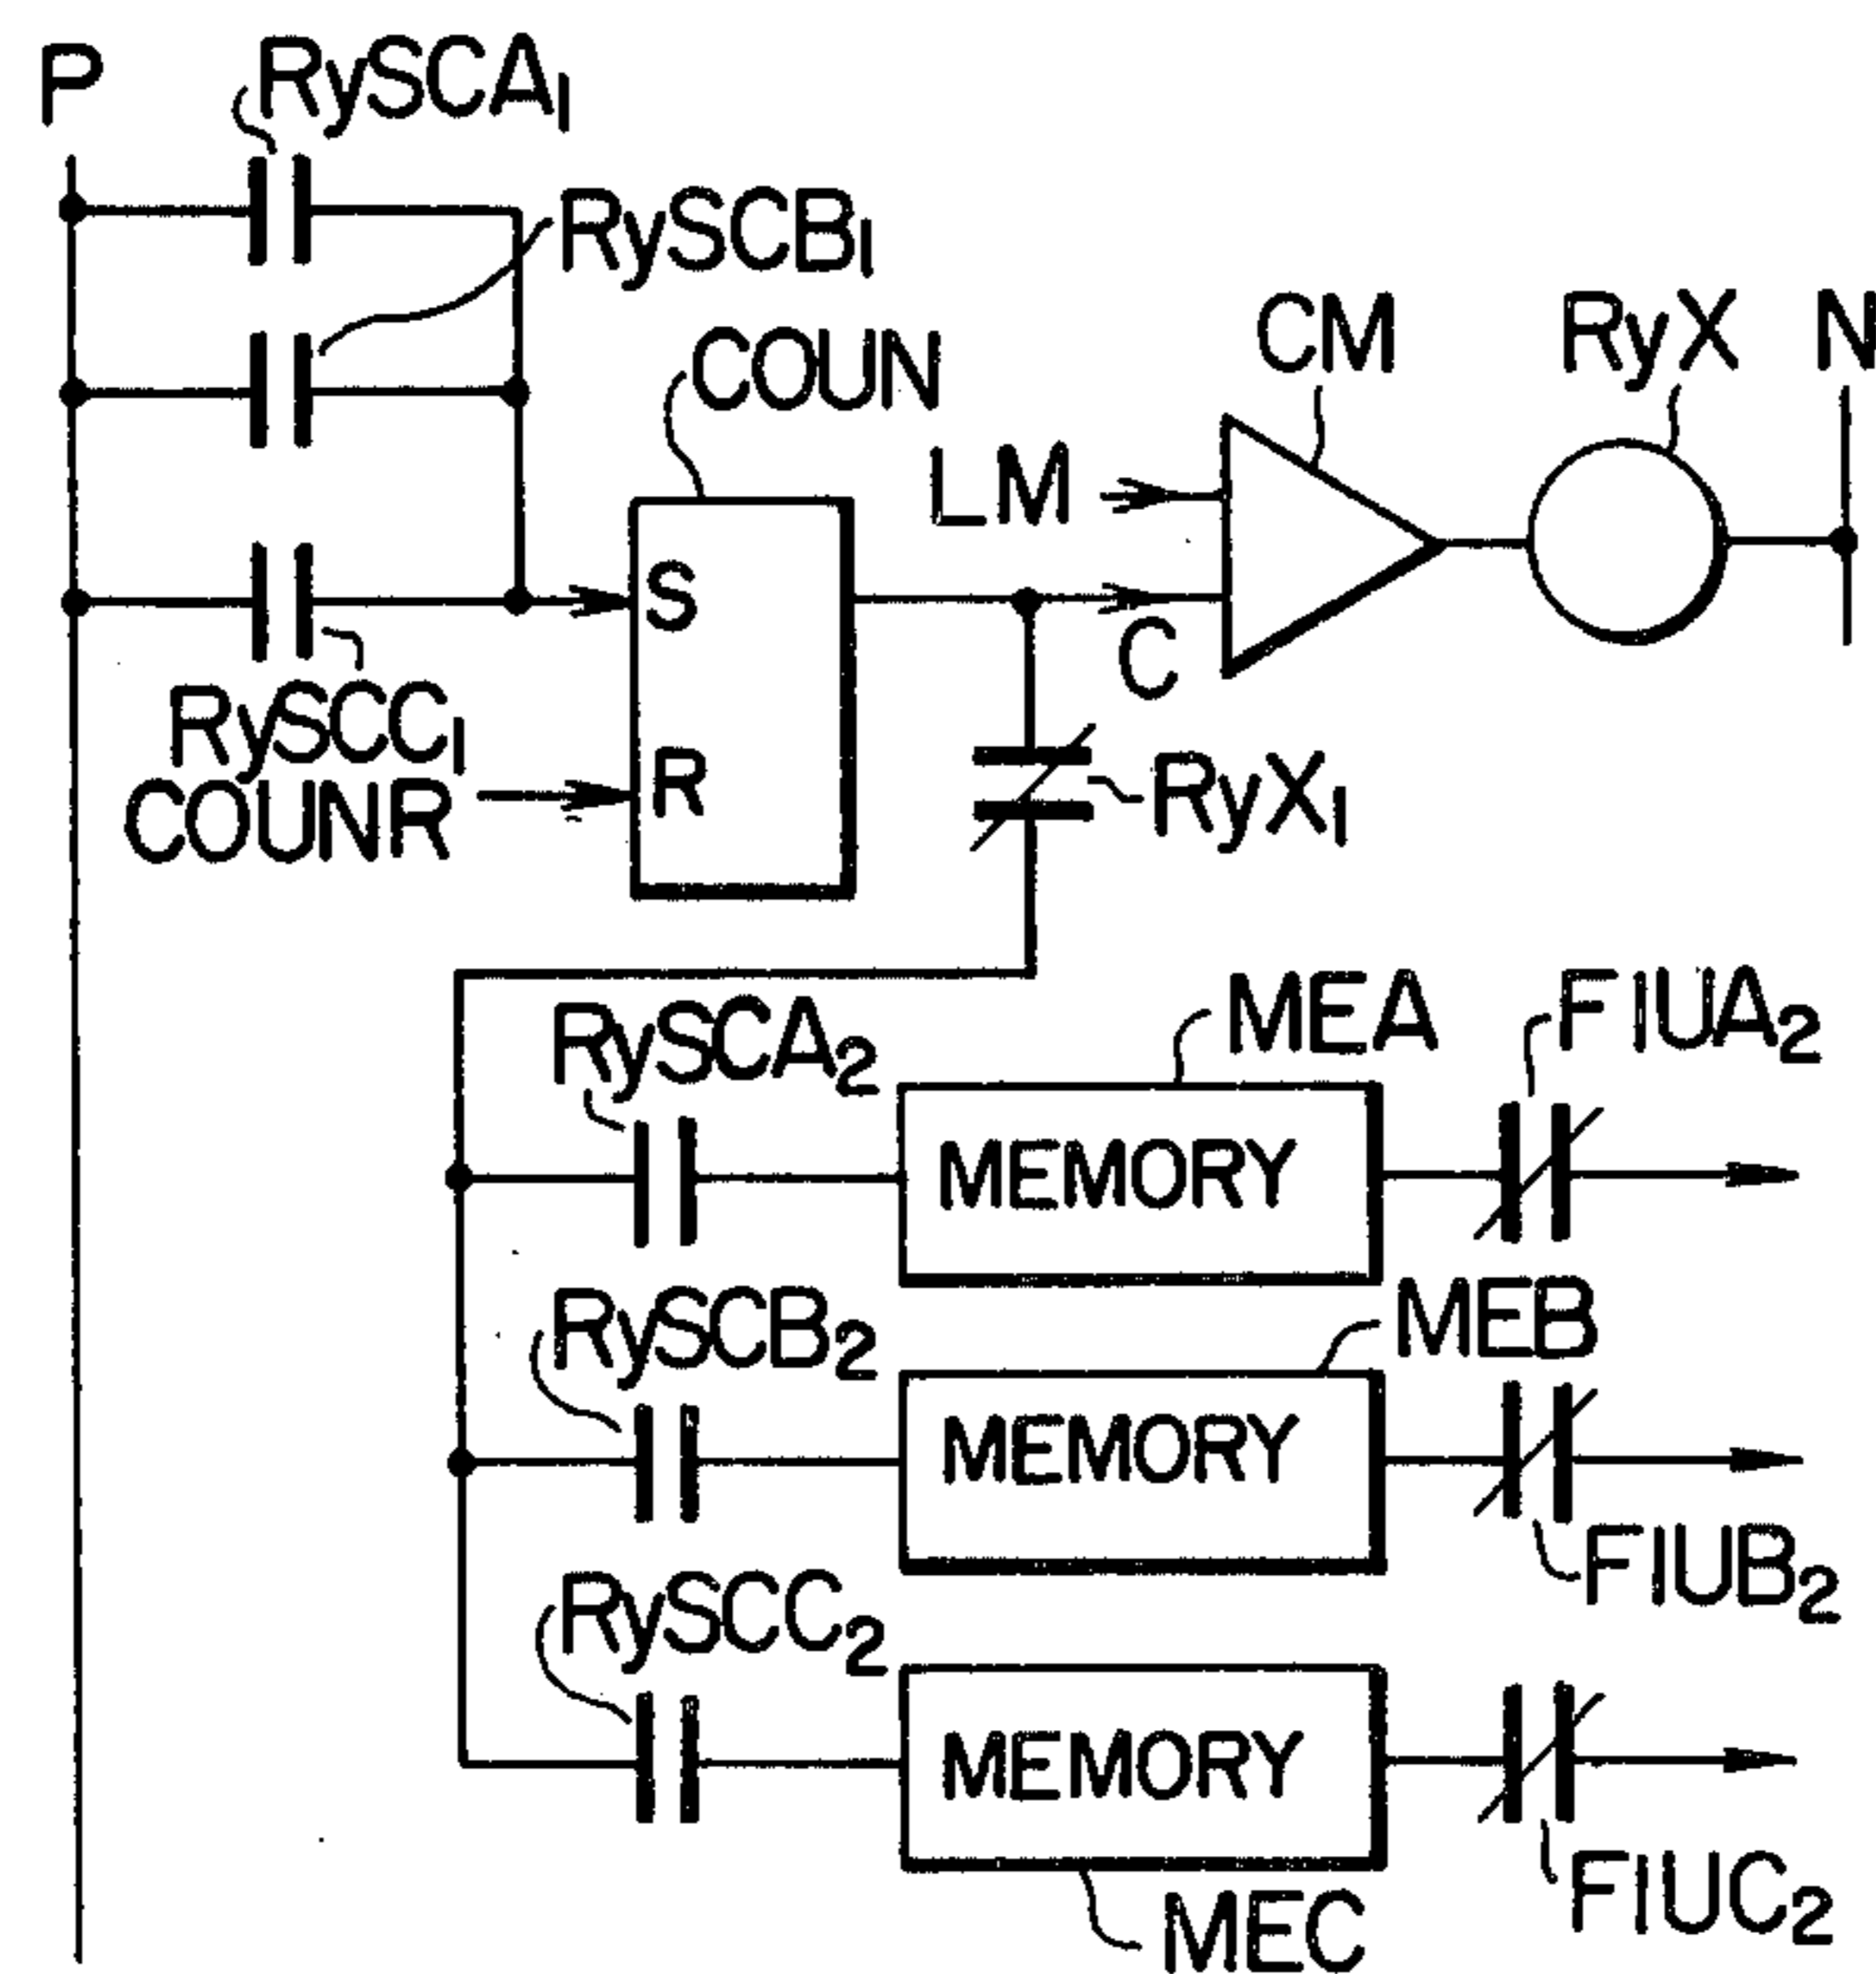 P
RySCA1
RySCB1
COUN
CM
RyX
N
LM
S
C
RySCC1
COUNR
R
RyX1
RySCA2
MEA
FIUA2
MEMORY
RySCB2
MEB
MEMORY
FIUB2
RySCC2
MEMORY
MEC
FIUC2